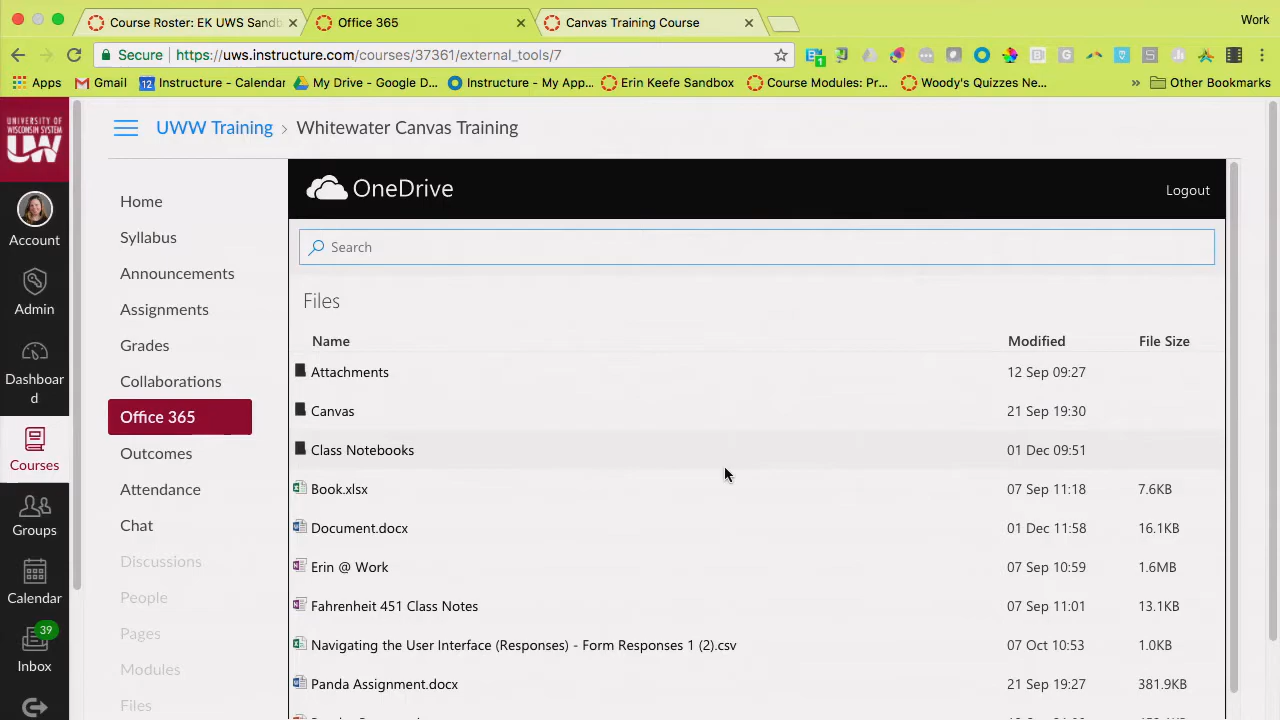 Course Roster: EK UWS Sandb
Office 365
Canvas Training Course
Work
Secure
https://uws.instructure.com/courses/37361/external_tools/7
Apps
Gmail
12 Instructure - Calendar
My Drive - Google D...
Instructure - My App...
Erin Keefe Sandbox
Course Modules: Pr...
Woody's Quizzes Ne...
»
Other Bookmarks
UNIVERSITY OF
WISCONSIN SYSTEM
UW
UWW Training › Whitewater Canvas Training
Account
Admin
Dashboar
d
Courses
Groups
Calendar
39
Inbox
Home
Syllabus
Announcements
Assignments
Grades
Collaborations
Office 365
Outcomes
Attendance
Chat
Discussions
People
Pages
Modules
Files
OneDrive
Logout
Search
Files
Name Modified File Size
Attachments 12 Sep 09:27
Canvas 21 Sep 19:30
Class Notebooks 01 Dec 09:51
Book.xlsx 07 Sep 11:18 7.6KB
Document.docx 01 Dec 11:58 16.1KB
Erin @ Work 07 Sep 10:59 1.6MB
Fahrenheit 451 Class Notes 07 Sep 11:01 13.1KB
Navigating the User Interface (Responses) - Form Responses 1 (2).csv 07 Oct 10:53 1.0KB
Panda Assignment.docx 21 Sep 19:27 381.9KB